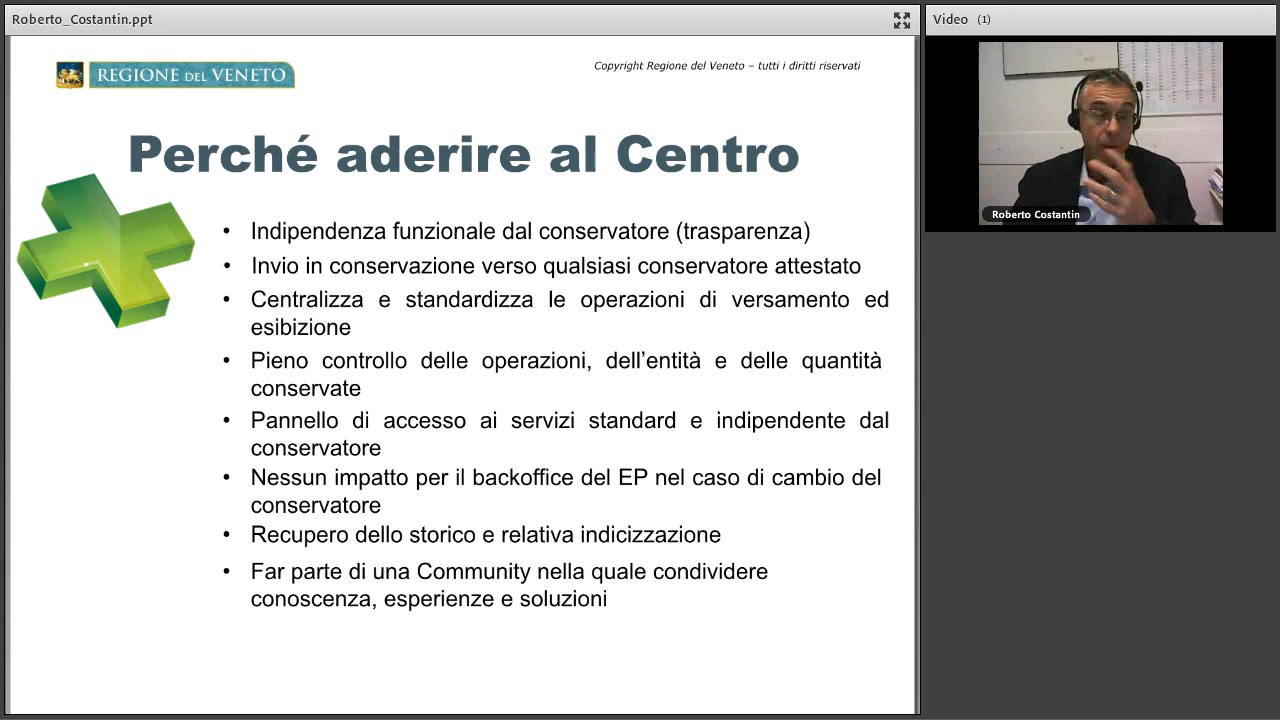 Roberto_Costantin.ppt
Video (1)
REGIONE DEL VENETO
Copyright Regione del Veneto – tutti i diritti riservati
Roberto Costantin
Perché aderire al Centro
• Indipendenza funzionale dal conservatore (trasparenza)
• Invio in conservazione verso qualsiasi conservatore attestato
• Centralizza e standardizza le operazioni di versamento ed
esibizione
• Pieno controllo delle operazioni, dell’entità e delle quantità
conservate
• Pannello di accesso ai servizi standard e indipendente dal
conservatore
• Nessun impatto per il backoffice del EP nel caso di cambio del
conservatore
• Recupero dello storico e relativa indicizzazione
• Far parte di una Community nella quale condividere
conoscenza, esperienze e soluzioni